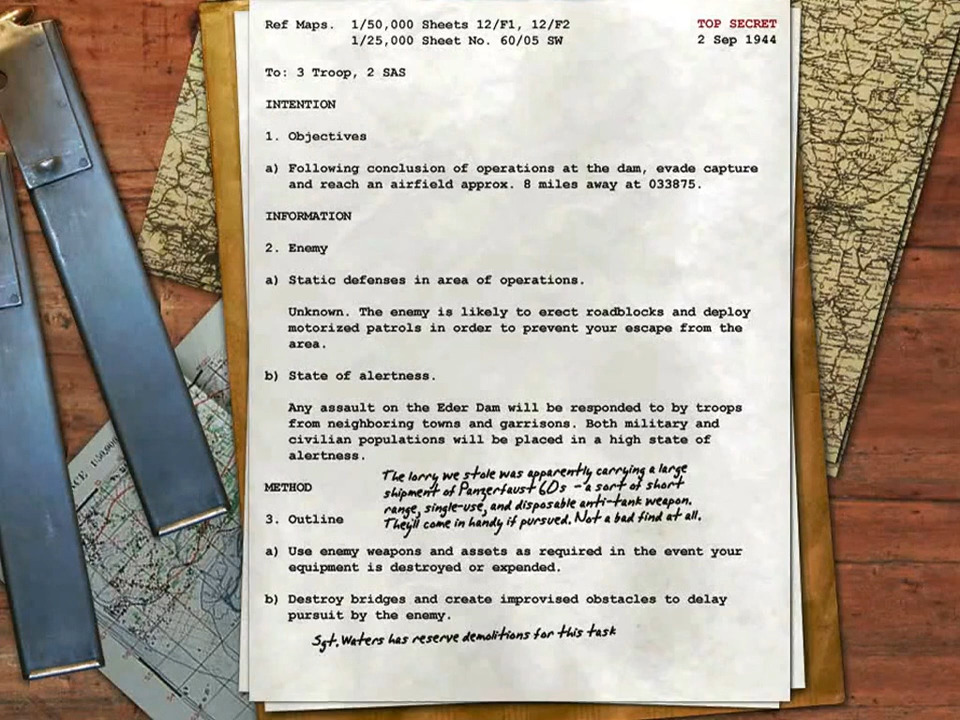 Ref Maps. 1/50,000 Sheets 12/F1, 12/F2 TOP SECRET
1/25,000 Sheet No. 60/05 SW 2 Sep 1944
To: 3 Troop, 2 SAS
INTENTION
1. Objectives
a) Following conclusion of operations at the dam, evade capture
and reach an airfield approx. 8 miles away at 033875.
INFORMATION
2. Enemy
a) Static defenses in area of operations.
Unknown. The enemy is likely to erect roadblocks and deploy
motorized patrols in order to prevent your escape from the
area.
b) State of alertness.
Any assault on the Eder Dam will be responded to by troops
from neighboring towns and garrisons. Both military and
civilian populations will be placed in a high state of
alertness.
The lorry we stole was apparently carrying a large
shipment of Panzerfaust 60s - a sort of short
range, single-use, and disposable anti-tank weapon.
They'll come in handy if pursued. Not a bad find at all.
METHOD
3. Outline
a) Use enemy weapons and assets as required in the event your
equipment is destroyed or expended.
b) Destroy bridges and create improvised obstacles to delay
pursuit by the enemy.
Sgt. Waters has reserve demolitions for this task